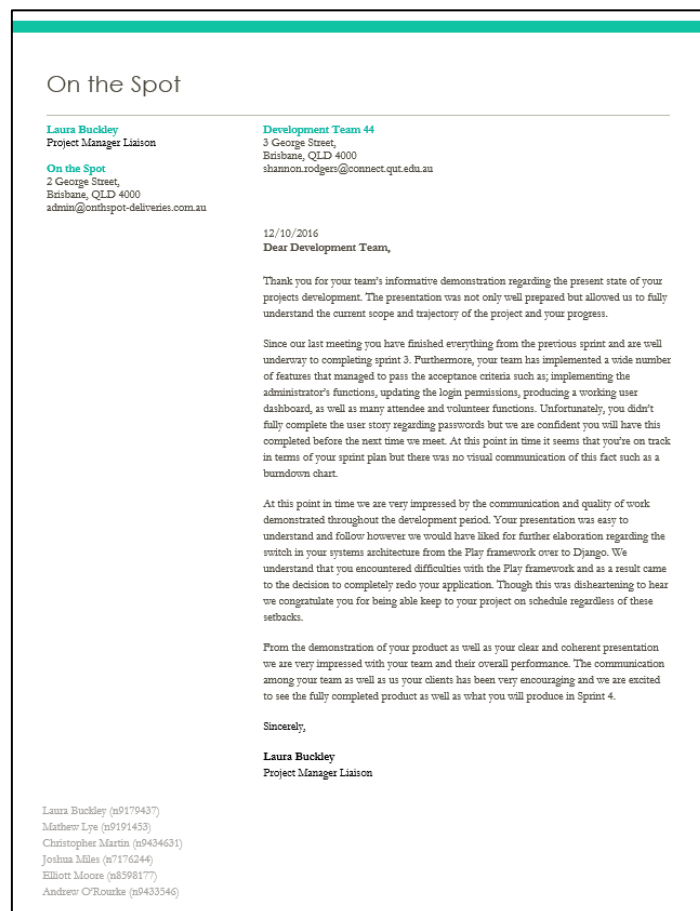 On the Spot
Laura Buckley
Project Manager Liaison
On the Spot
2 George Street,
Brisbane, QLD 4000
admin@onthspot-deliveries.com.au
Development Team 44
3 George Street,
Brisbane, QLD 4000
shannon.rodgers@connect.qut.edu.au
12/10/2016
Dear Development Team,
Thank you for your team's informative demonstration regarding the present state of your
projects development. The presentation was not only well prepared but allowed us to fully
understand the current scope and trajectory of the project and your progress.
Since our last meeting you have finished everything from the previous sprint and are well
underway to completing sprint 3. Furthermore, your team has implemented a wide number
of features that managed to pass the acceptance criteria such as; implementing the
administrator's functions, updating the login permissions, producing a working user
dashboard, as well as many attendee and volunteer functions. Unfortunately, you didn't
fully complete the user story regarding passwords but we are confident you will have this
completed before the next time we meet. At this point in time it seems that you're on track
in terms of your sprint plan but there was no visual communication of this fact such as a
burndown chart.
At this point in time we are very impressed by the communication and quality of work
demonstrated throughout the development period. Your presentation was easy to
understand and follow however we would have liked for further elaboration regarding the
switch in your systems architecture from the Play framework over to Django. We
understand that you encountered difficulties with the Play framework and as a result came
to the decision to completely redo your application. Though this was disheartening to hear
we congratulate you for being able keep to your project on schedule regardless of these
setbacks.
From the demonstration of your product as well as your clear and coherent presentation
we are very impressed with your team and their overall performance. The communication
among your team as well as us your clients has been very encouraging and we are excited
to see the fully completed product as well as what you will produce in Sprint 4.
Sincerely,
Laura Buckley
Project Manager Liaison
Laura Buckley (n9179437)
Mathew Lye (n9191453)
Christopher Martin (n9434631)
Joshua Miles (n7176244)
Elliott Moore (n8598177)
Andrew O'Rourke (n9433546)